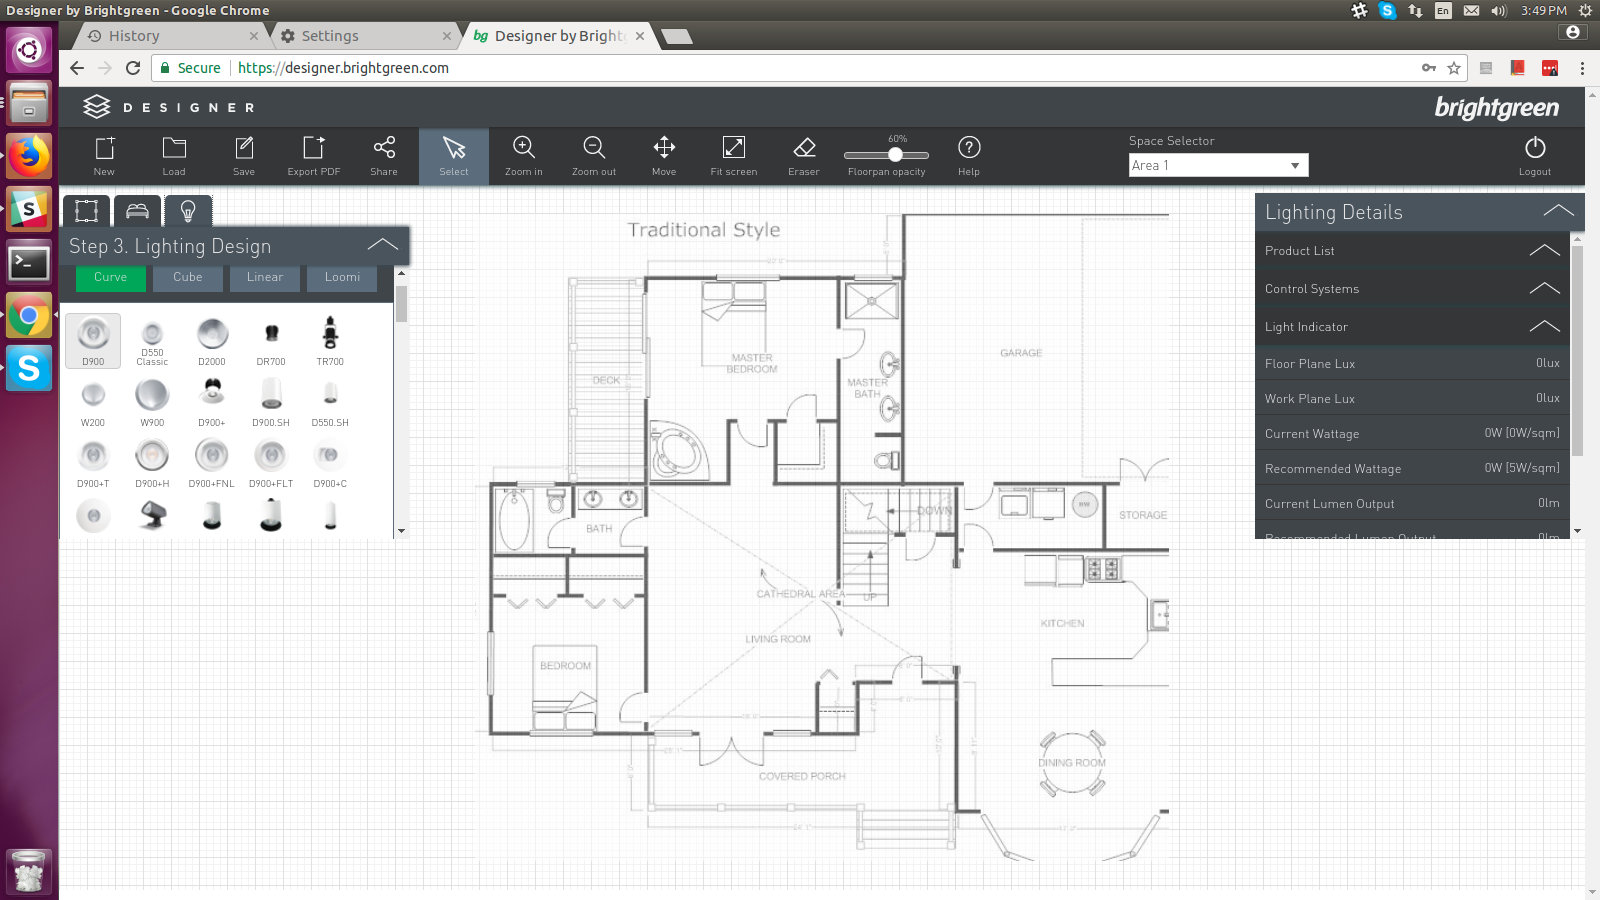 Designer by Brightgreen - Google Chrome
En
3:49 PM
History
Settings
bg Designer by Bright
Secure
https://designer.brightgreen.com
DESIGNER
brightgreen
New
Load
Save
Export PDF
Share
Select
Zoom in
Zoom out
Move
Fit screen
Eraser
60%
Floorpan opacity
Help
Space Selector
Area 1
Logout
Step 3. Lighting Design
Curve
Cube
Linear
Loomi
D900
D550 Classic
D2000
DR700
TR700
W200
W900
D900+
D900.SH
D550.SH
D900+T
D900+H
D900+FNL
D900+FLT
D900+C
Traditional Style
MASTER
BEDROOM
DECK
MASTER
BATH
GARAGE
BATH
DOWN
HW
STORAGE
CATHEDRAL AREA
UP
LIVING ROOM
KITCHEN
BEDROOM
COVERED PORCH
DINING ROOM
Lighting Details
Product List
Control Systems
Light Indicator
Floor Plane Lux 0lux
Work Plane Lux 0lux
Current Wattage 0W [0W/sqm]
Recommended Wattage 0W [5W/sqm]
Current Lumen Output 0lm
Recommended Lumen Output 0lm